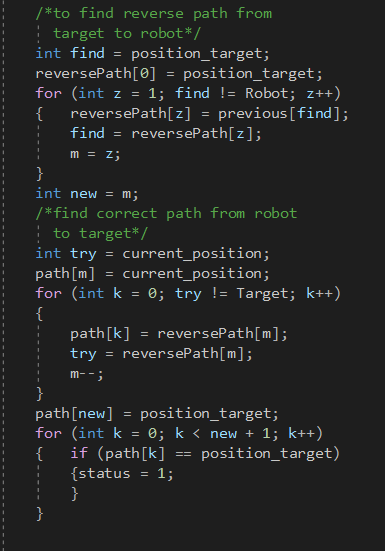 /*to find reverse path from
target to robot*/
int find = position_target;
reversePath[0] = position_target;
for (int z = 1; find != Robot; z++)
{ reversePath[z] = previous[find];
find = reversePath[z];
m = z;
}
int new = m;
/*find correct path from robot
to target*/
int try = current_position;
path[m] = current_position;
for (int k = 0; try != Target; k++)
{
path[k] = reversePath[m];
try = reversePath[m];
m--;
}
path[new] = position_target;
for (int k = 0; k < new + 1; k++)
{ if (path[k] == position_target)
{status = 1;
}
}